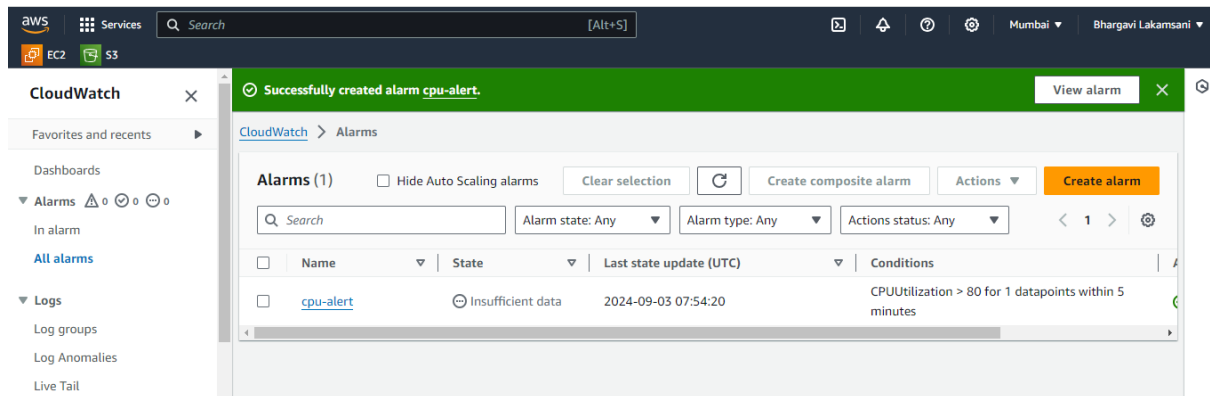 aws Services Search [Alt+S] Mumbai Bhargavi Lakamsani
EC2 S3
CloudWatch
Favorites and recents
Dashboards
Alarms 0 0 0
In alarm
All alarms
Logs
Log groups
Log Anomalies
Live Tail
Successfully created alarm cpu-alert. View alarm
CloudWatch > Alarms
Alarms (1) Hide Auto Scaling alarms Clear selection Create composite alarm Actions Create alarm
Search Alarm state: Any Alarm type: Any Actions status: Any 1
Name State Last state update (UTC) Conditions
cpu-alert Insufficient data 2024-09-03 07:54:20 CPUUtilization > 80 for 1 datapoints within 5
minutes